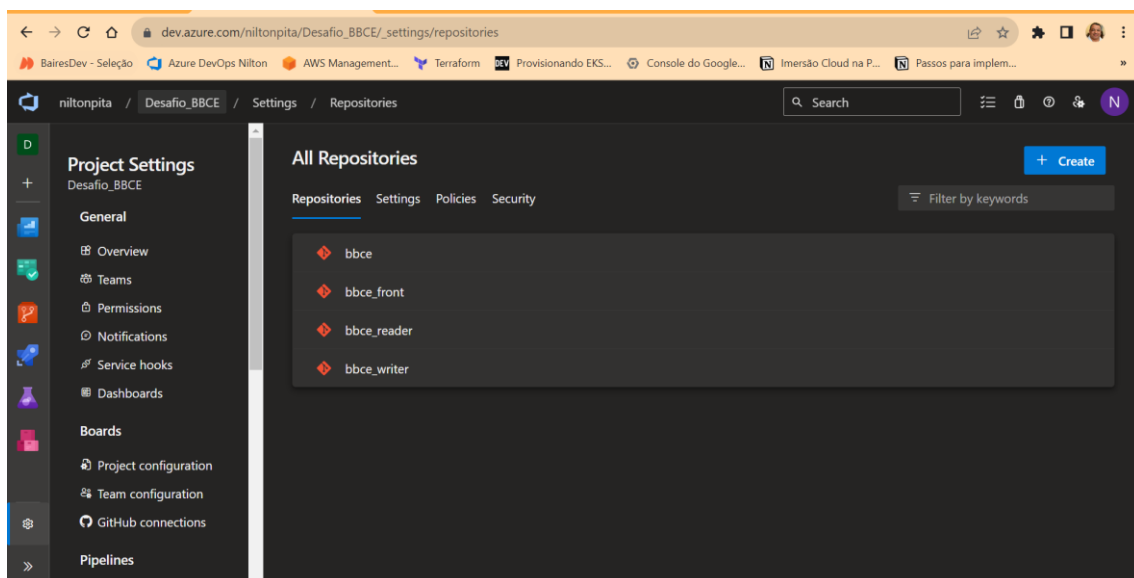 dev.azure.com/niltonpita/Desafio_BBCE/_settings/repositories
BairesDev - Seleção Azure DevOps Nilton AWS Management... Terraform DEV Provisionando EKS... Console do Google... Imersão Cloud na P... Passos para implem... »
niltonpita / Desafio_BBCE / Settings / Repositories Search N
D
Project Settings
Desafio_BBCE
General
Overview
Teams
Permissions
Notifications
Service hooks
Dashboards
Boards
Project configuration
Team configuration
GitHub connections
Pipelines
All Repositories
+ Create
Repositories Settings Policies Security
Filter by keywords
bbce
bbce_front
bbce_reader
bbce_writer